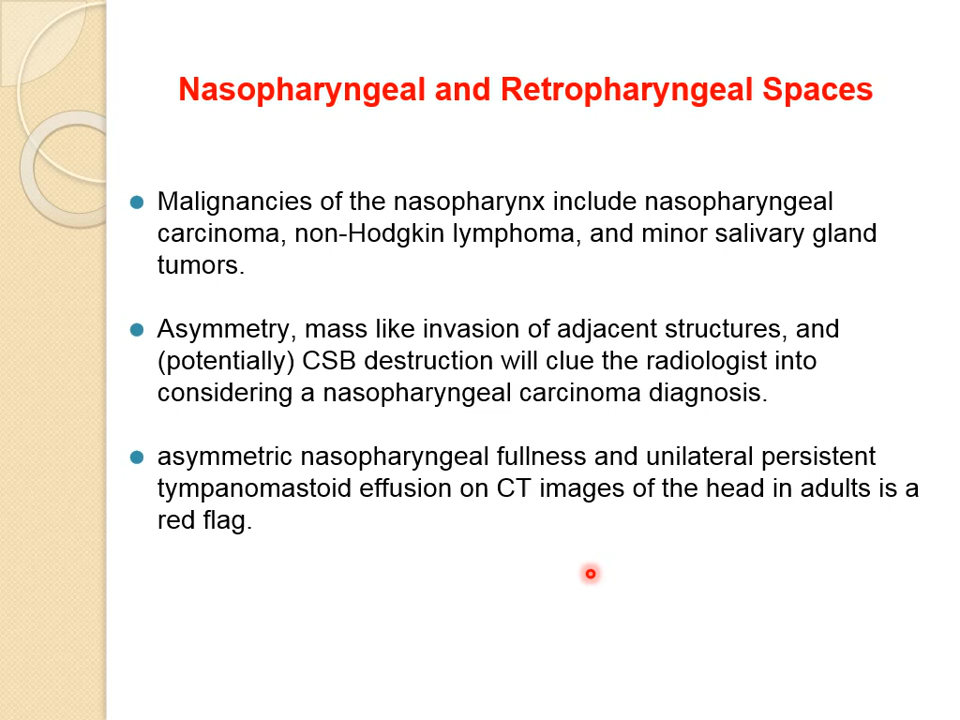 Nasopharyngeal and Retropharyngeal Spaces
Malignancies of the nasopharynx include nasopharyngeal
carcinoma, non-Hodgkin lymphoma, and minor salivary gland
tumors.
Asymmetry, mass like invasion of adjacent structures, and
(potentially) CSB destruction will clue the radiologist into
considering a nasopharyngeal carcinoma diagnosis.
asymmetric nasopharyngeal fullness and unilateral persistent
tympanomastoid effusion on CT images of the head in adults is a
red flag.